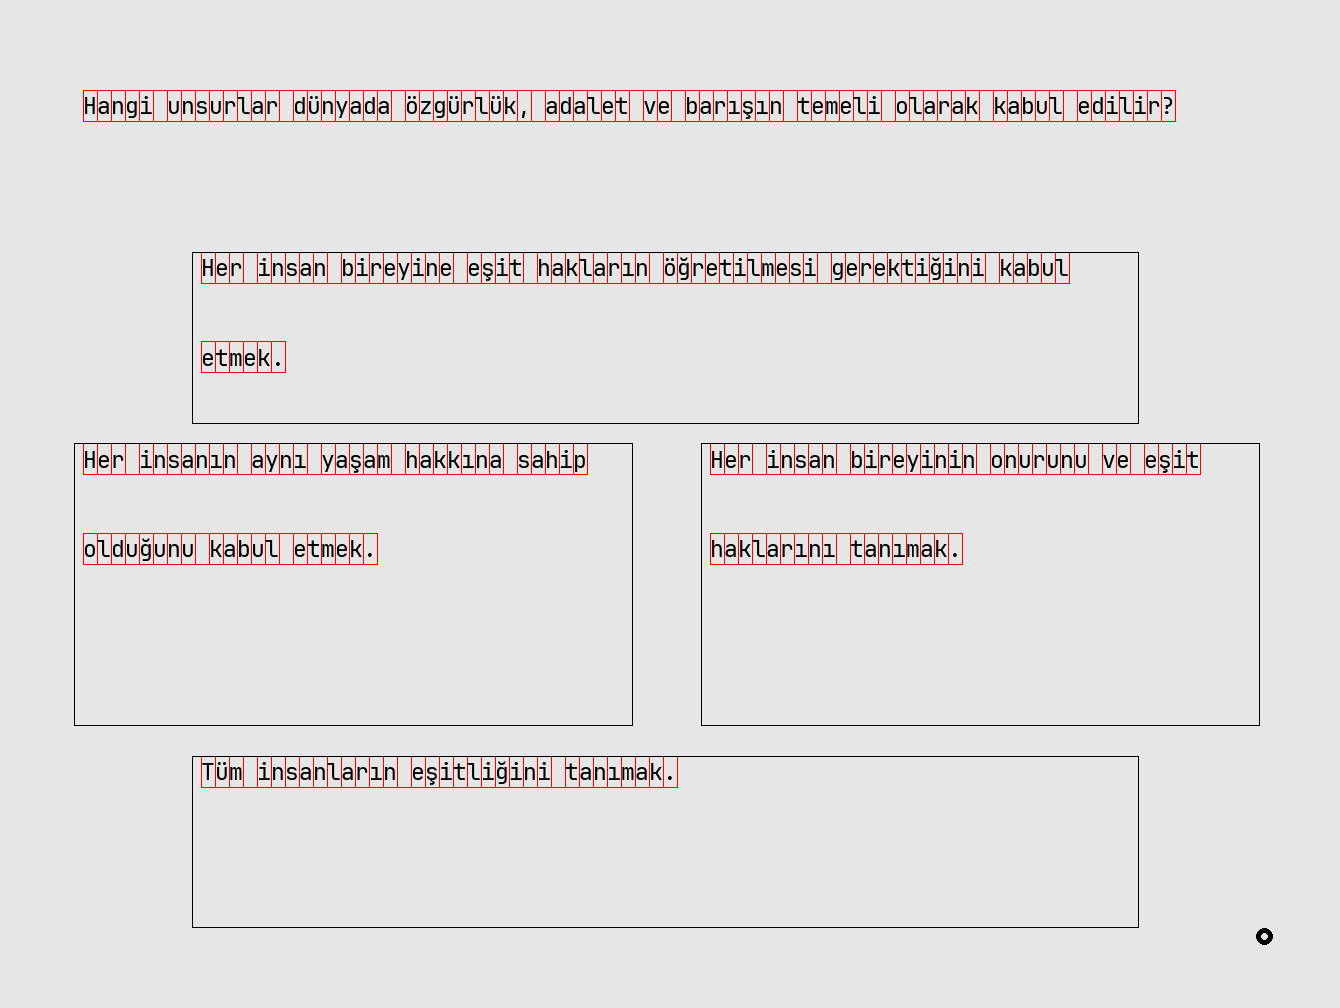 Hangi unsurlar dünyada özgürlük, adalet ve barışın temeli olarak kabul edilir?
Her insan bireyine eşit hakların öğretilmesi gerektiğini kabul
etmek.
Her insanın aynı yaşam hakkına sahip
olduğunu kabul etmek.
Her insan bireyinin onurunu ve eşit
haklarını tanımak.
Tüm insanların eşitliğini tanımak.